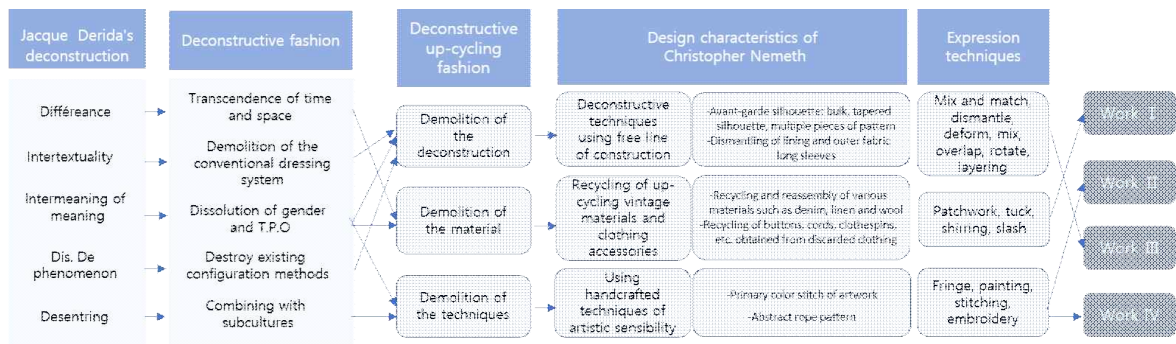 Jacque Derida's
deconstruction
Deconstructive fashion
Deconstructive
up-cycling
fashion
Design characteristics of
Christopher Nemeth
Expression
techniques
Différeance
Intertextuality
Intermeaning of
meaning
Dis. De
phenomenon
Desentring
Transcendence of time
and space
Demolition of the
conventional dressing
system
Dissolution of gender
and T.P.O
Destroy existing
configuration methods
Combining with
subcultures
Demolition of
the
deconstruction
Demolition of
the material
Demolition of
the techniques
Deconstructive
techniques
using free line
of construction
-Avant-garde silhouette: bulk, tapered
silhouette, multiple pieces of pattern
-Dismantling of lining and outer fabric
long sleeves
Recycling of up-
cycling vintage
materials and
clothing
accessories
-Recycling and reassembly of various
materials such as denim, linen and wool
-Recycling of buttons, cords, clothespins,
etc. obtained from discarded clothing
Using
handcrafted
techniques of
artistic sensibility
-Primary color stitch of artwork
-Abstract rope pattern
Mix and match,
dismantle,
deform, mix,
overlap, rotate,
layering
Patchwork, tuck,
shirring, slash
Fringe, painting,
stitching,
embroidery
Work Ⅰ
Work Ⅱ
Work Ⅲ
Work Ⅳ